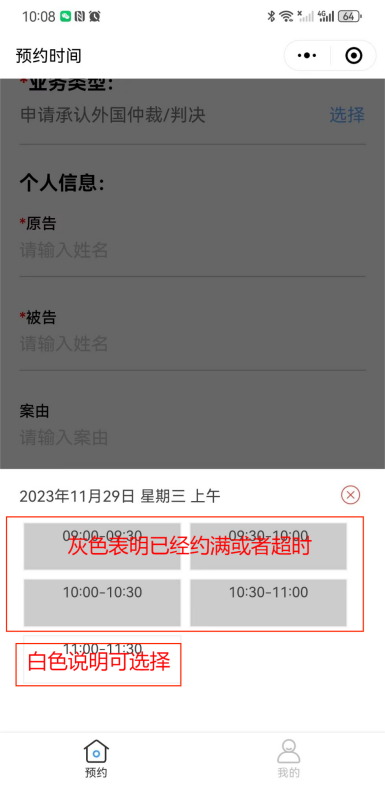 10:08
4G
64
预约时间
*业务类型:
申请承认外国仲裁/判决 选择
个人信息:
*原告
请输入姓名
*被告
请输入姓名
案由
请输入案由
2023年11月29日 星期三 上午
09:00-09:30 09:30-10:00
灰色表明已经约满或者超时
10:00-10:30 10:30-11:00
11:00-11:30
白色说明可选择
预约 我的